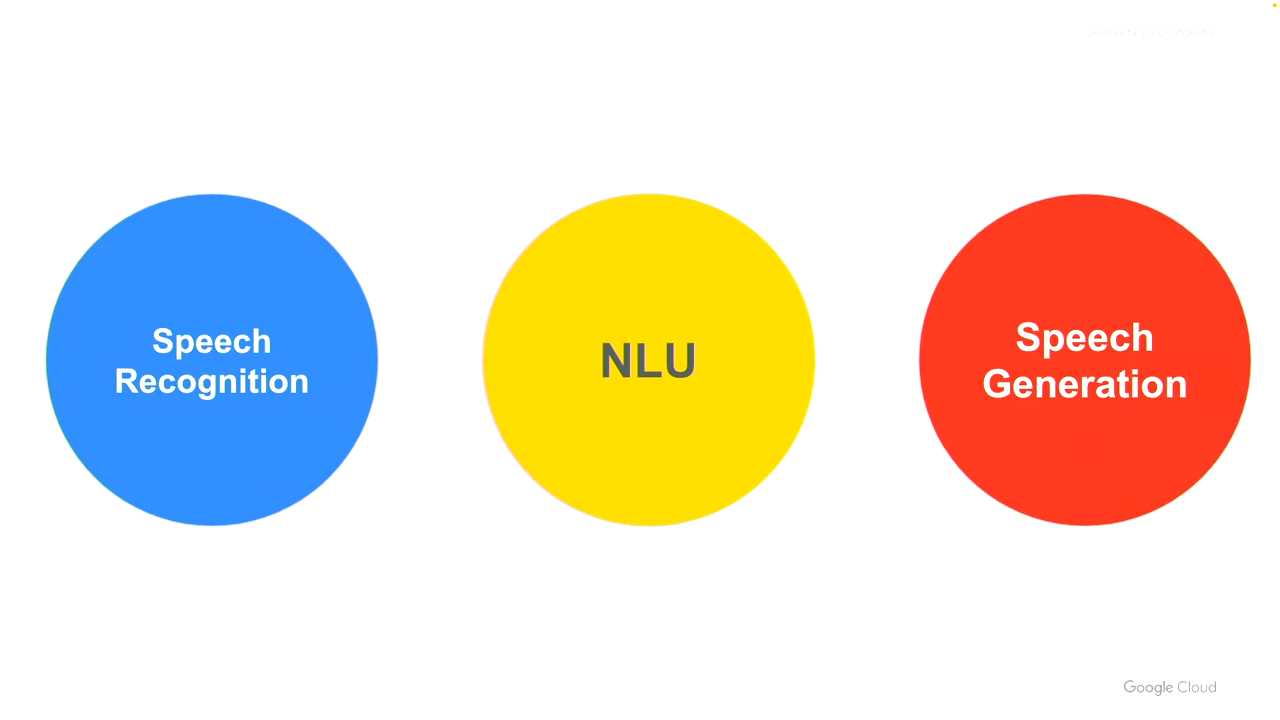 Speech
Recognition
NLU
Speech
Generation
Google Cloud